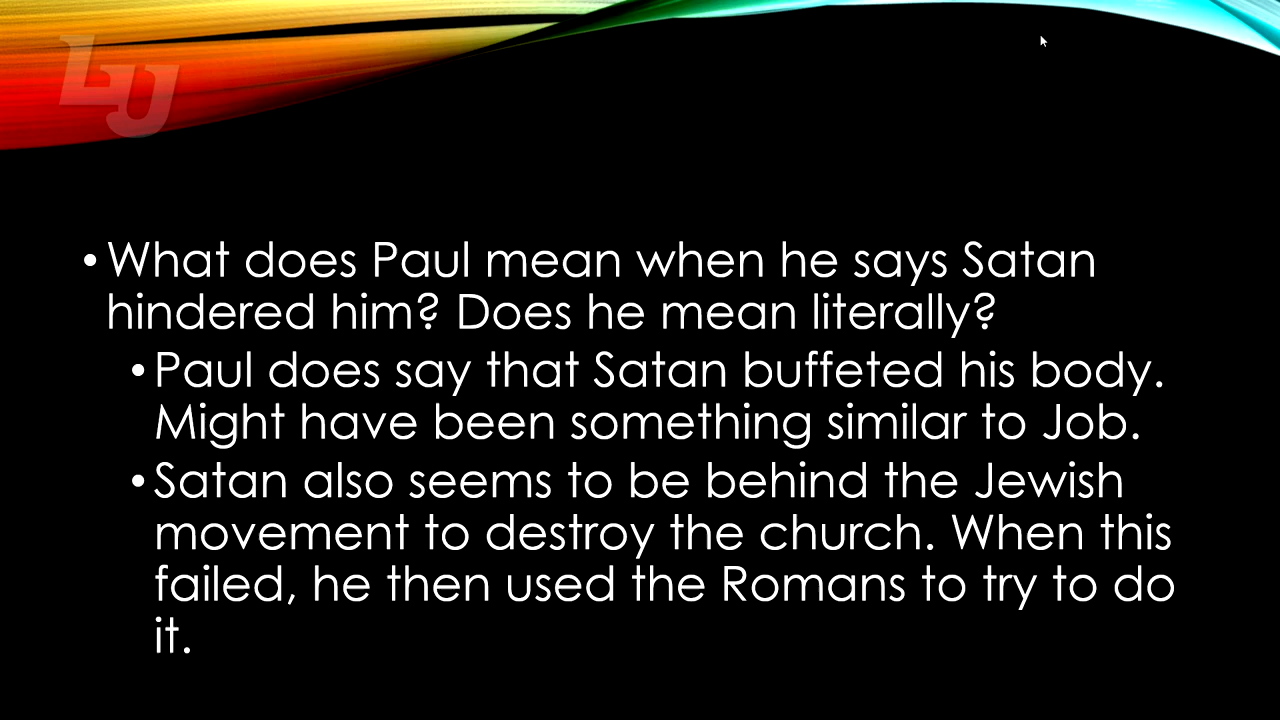 LU
• What does Paul mean when he says Satan
hindered him? Does he mean literally?
• Paul does say that Satan buffeted his body.
Might have been something similar to Job.
• Satan also seems to be behind the Jewish
movement to destroy the church. When this
failed, he then used the Romans to try to do
it.